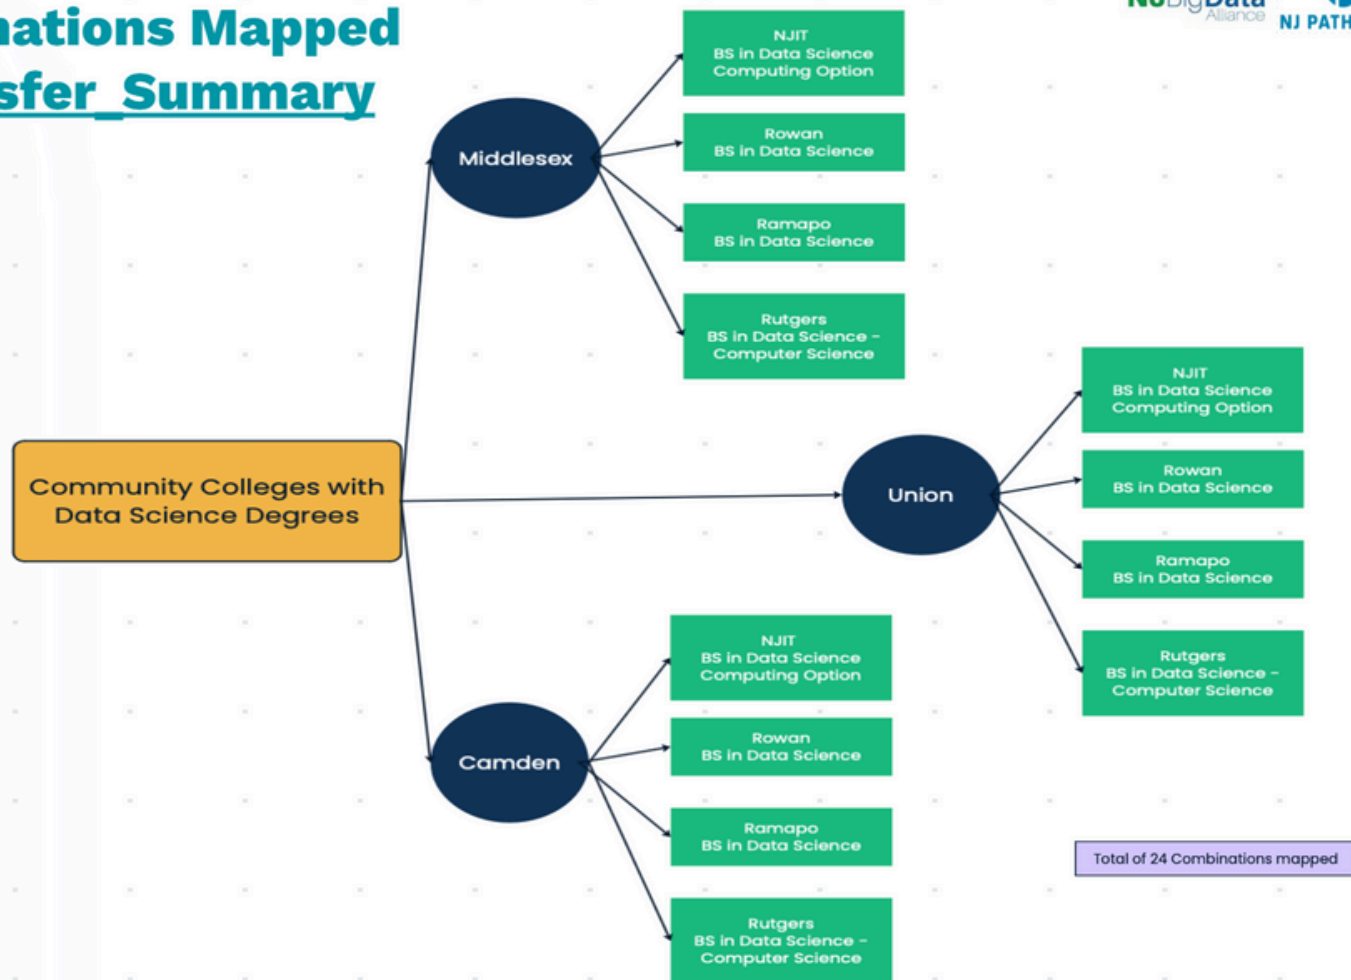 nations Mapped
sfer_Summary
BigData
Alliance
NJ PATH
Middlesex
NJIT
BS in Data Science
Computing Option
Rowan
BS in Data Science
Ramapo
BS in Data Science
Rutgers
BS in Data Science -
Computer Science
Community Colleges with
Data Science Degrees
Union
NJIT
BS in Data Science
Computing Option
Rowan
BS in Data Science
Ramapo
BS in Data Science
Rutgers
BS in Data Science -
Computer Science
Camden
NJIT
BS in Data Science
Computing Option
Rowan
BS in Data Science
Ramapo
BS in Data Science
Rutgers
BS in Data Science -
Computer Science
Total of 24 Combinations mapped